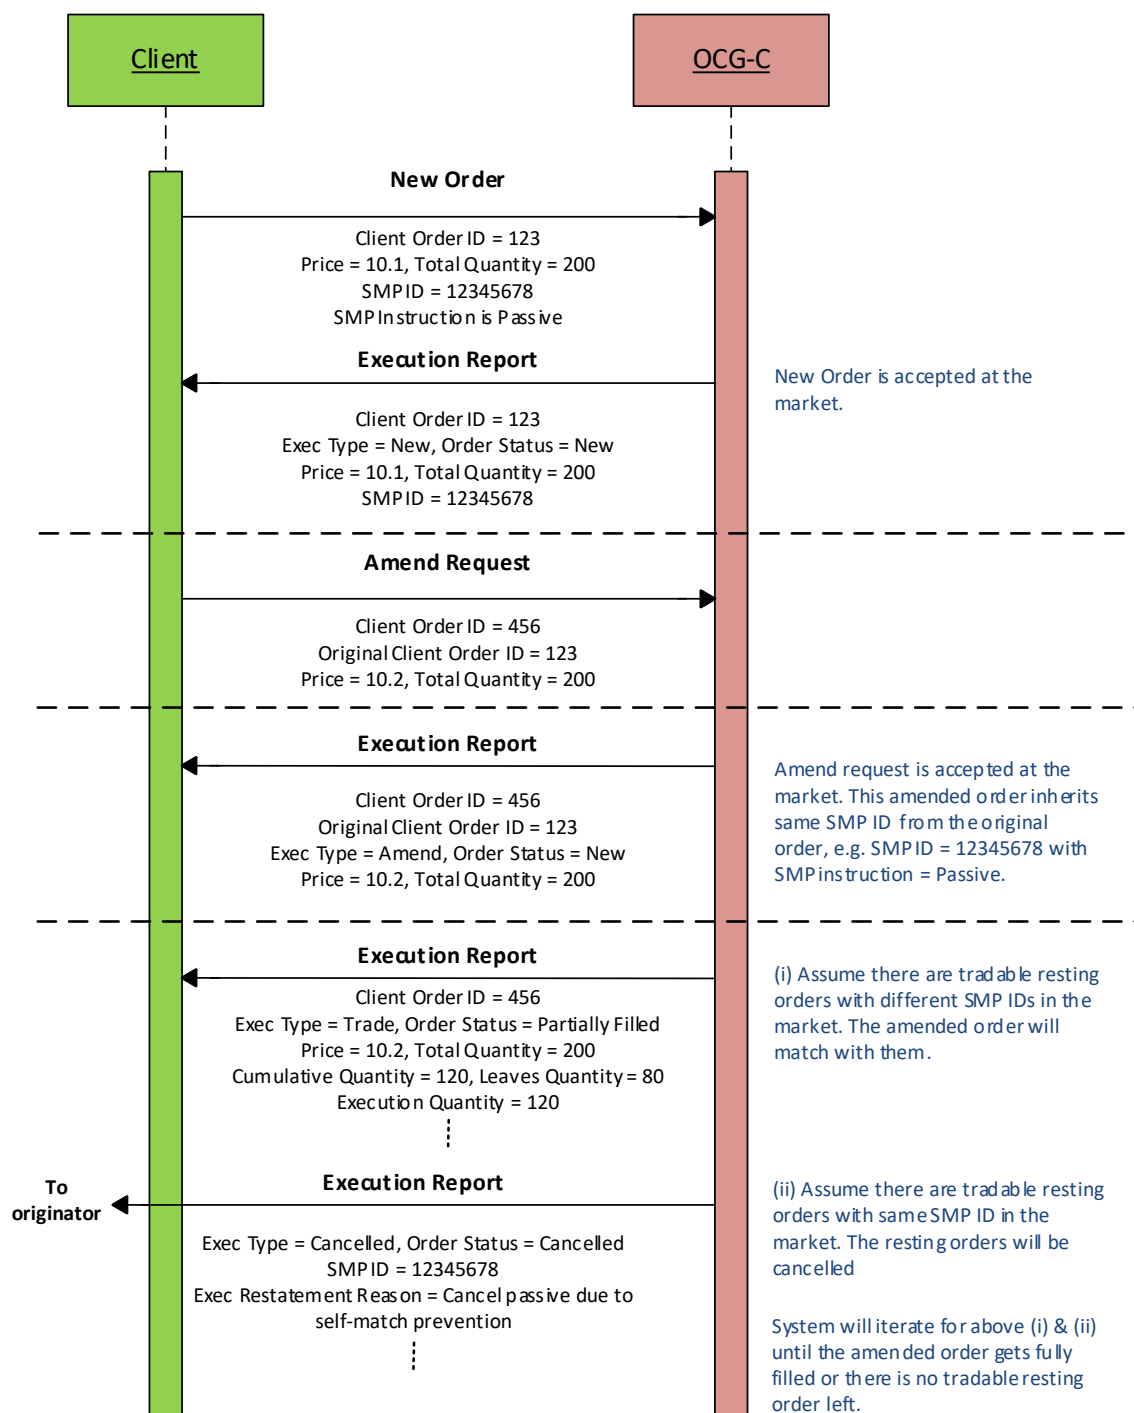 Client
OCG-C
New Order
Client Order ID = 123
Price = 10.1, Total Quantity = 200
SMP ID = 12345678
SMP Instruction is Passive
Execution Report
New Order is accepted at the
market.
Client Order ID = 123
Exec Type = New, Order Status = New
Price = 10.1, Total Quantity = 200
SMP ID = 12345678
Amend Request
Client Order ID = 456
Original Client Order ID = 123
Price = 10.2, Total Quantity = 200
Execution Report
Client Order ID = 456
Original Client Order ID = 123
Exec Type = Amend, Order Status = New
Price = 10.2, Total Quantity = 200
Amend request is accepted at the
market. This amended order inherits
same SMP ID from the original
order, e.g. SMP ID = 12345678 with
SMP instruction = Passive.
Execution Report
Client Order ID = 456
Exec Type = Trade, Order Status = Partially Filled
Price = 10.2, Total Quantity = 200
Cumulative Quantity = 120, Leaves Quantity = 80
Execution Quantity = 120
(i) Assume there are tradable resting
orders with different SMP IDs in the
market. The amended order will
match with them.
To
originator
Execution Report
Exec Type = Cancelled, Order Status = Cancelled
SMP ID = 12345678
Exec Restatement Reason = Cancel passive due to
self-match prevention
(ii) Assume there are tradable resting
orders with same SMP ID in the
market. The resting orders will be
cancelled
System will iterate for above (i) & (ii)
until the amended order gets fully
filled or there is no tradable resting
order left.